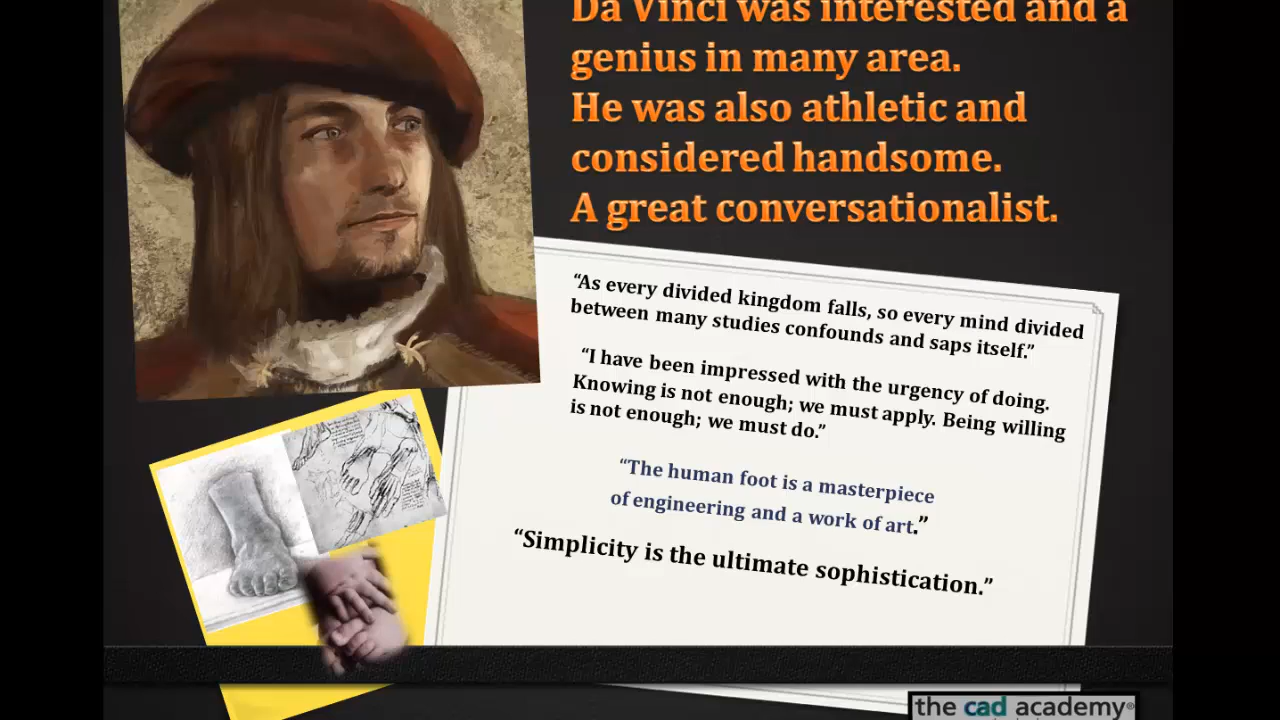 Da Vinci was interested and a
genius in many area.
He was also athletic and
considered handsome.
A great conversationalist.
“As every divided kingdom falls, so every mind divided
between many studies confounds and saps itself.”
“I have been impressed with the urgency of doing.
Knowing is not enough; we must apply. Being willing
is not enough; we must do.”
“The human foot is a masterpiece
of engineering and a work of art.”
“Simplicity is the ultimate sophistication.”
the cad academy®